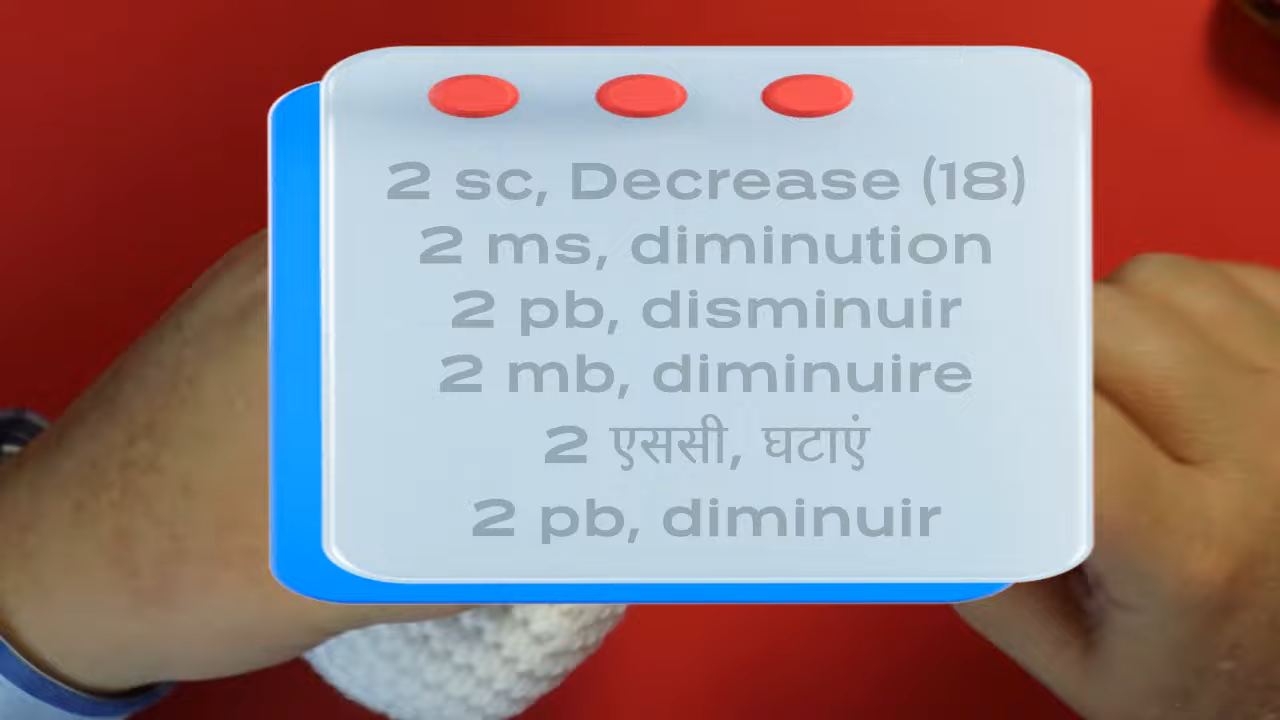 2 sc, Decrease (18)
2 ms, diminution
2 pb, disminuir
2 mb, diminuire
2 एससी, घटाएं
2 pb, diminuir